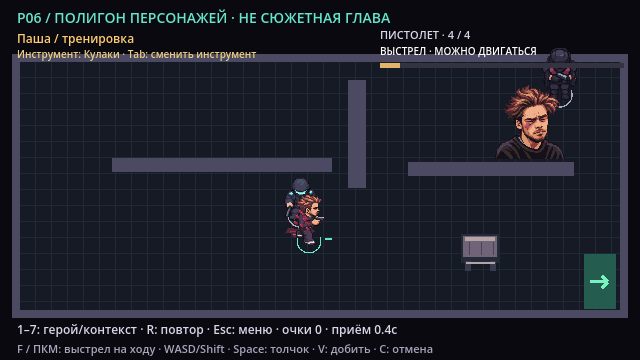 P06 / ПОЛИГОН ПЕРСОНАЖЕЙ · НЕ СЮЖЕТНАЯ ГЛАВА
Паша / тренировка
Инструмент: Кулаки · Tab: сменить инструмент
ПИСТОЛЕТ · 4 / 4
ВЫСТРЕЛ · МОЖНО ДВИГАТЬСЯ
1–7: герой/контекст · R: повтор · Esc: меню · очки 0 · приём 0.4с
F / ПКМ: выстрел на ходу · WASD/Shift · Space: толчок · V: добить · C: отмена